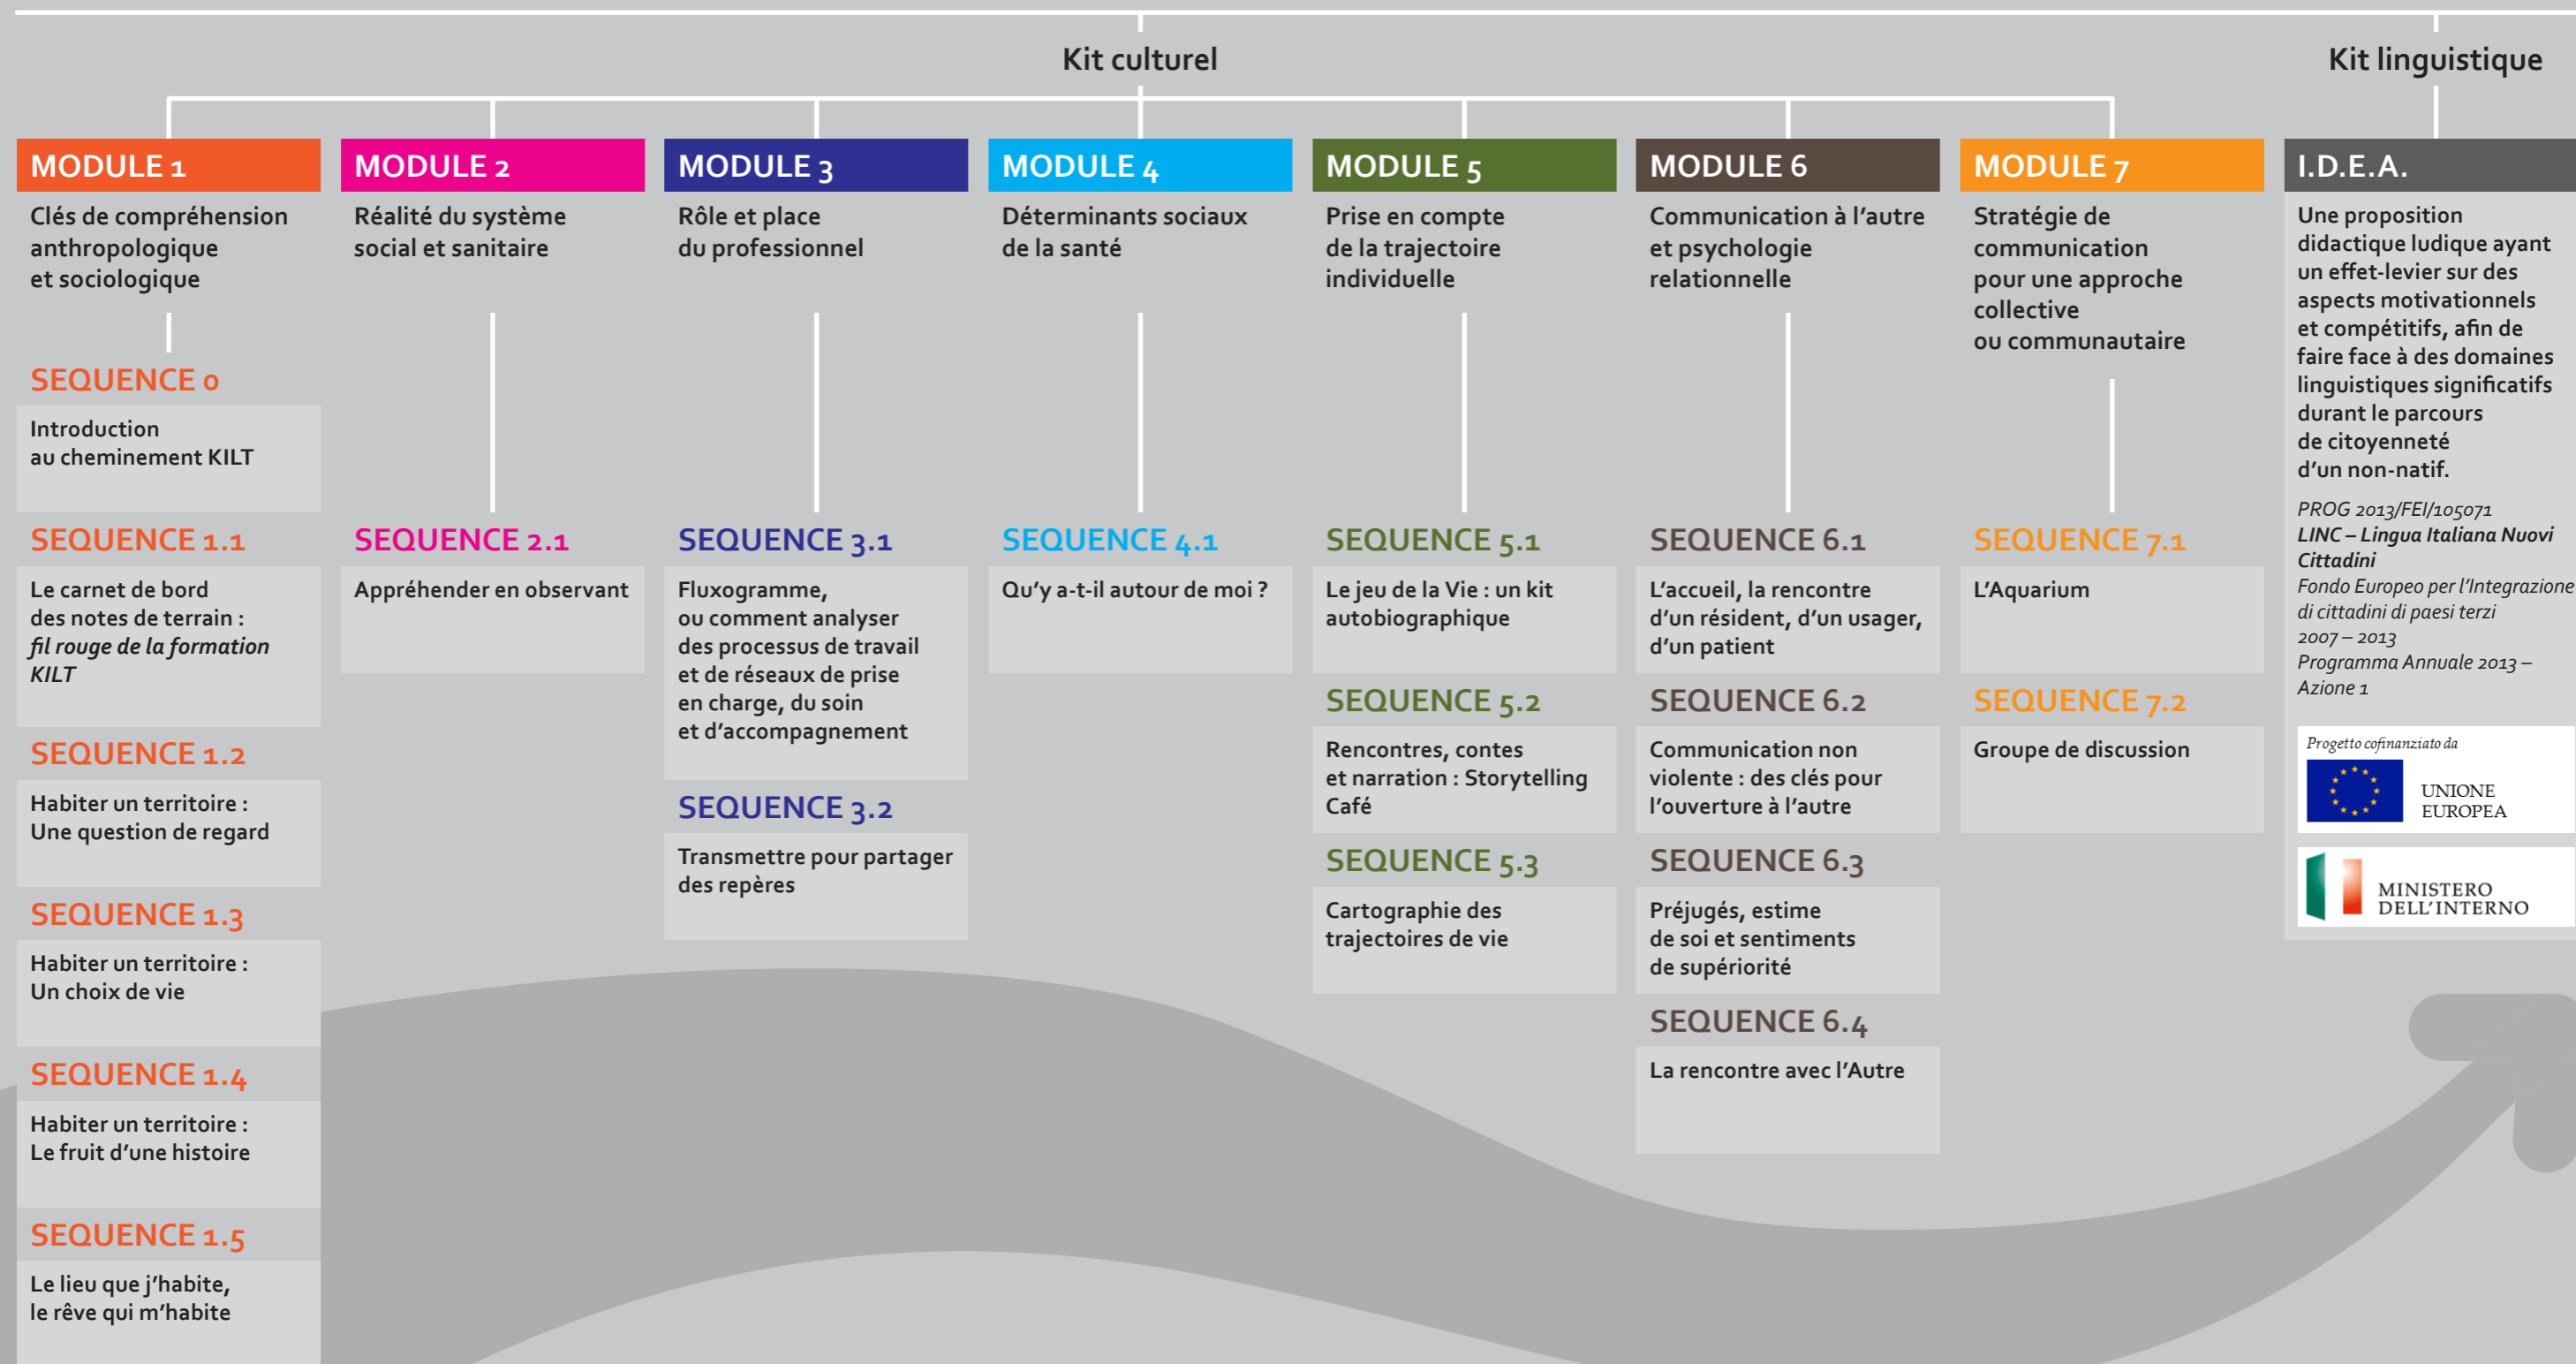 Kit culturel
Kit linguistique
MODULE 1
Clés de compréhension
anthropologique
et sociologique
SEQUENCE 0
Introduction
au cheminement KILT
SEQUENCE 1.1
Le carnet de bord
des notes de terrain :
fil rouge de la formation
KILT
SEQUENCE 1.2
Habiter un territoire :
Une question de regard
SEQUENCE 1.3
Habiter un territoire :
Un choix de vie
SEQUENCE 1.4
Habiter un territoire :
Le fruit d’une histoire
SEQUENCE 1.5
Le lieu que j’habite,
le rêve qui m’habite
MODULE 2
Réalité du système
social et sanitaire
SEQUENCE 2.1
Appréhender en observant
MODULE 3
Rôle et place
du professionnel
SEQUENCE 3.1
Fluxogramme,
ou comment analyser
des processus de travail
et de réseaux de prise
en charge, du soin
et d’accompagnement
SEQUENCE 3.2
Transmettre pour partager
des repères
MODULE 4
Déterminants sociaux
de la santé
SEQUENCE 4.1
Qu’y a-t-il autour de moi ?
MODULE 5
Prise en compte
de la trajectoire
individuelle
SEQUENCE 5.1
Le jeu de la Vie : un kit
autobiographique
SEQUENCE 5.2
Rencontres, contes
et narration : Storytelling
Café
SEQUENCE 5.3
Cartographie des
trajectoires de vie
MODULE 6
Communication à l’autre
et psychologie
relationnelle
SEQUENCE 6.1
L’accueil, la rencontre
d’un résident, d’un usager,
d’un patient
SEQUENCE 6.2
Communication non
violente : des clés pour
l’ouverture à l’autre
SEQUENCE 6.3
Préjugés, estime
de soi et sentiments
de supériorité
SEQUENCE 6.4
La rencontre avec l’Autre
MODULE 7
Stratégie de
communication
pour une approche
collective
ou communautaire
SEQUENCE 7.1
L’Aquarium
SEQUENCE 7.2
Groupe de discussion
I.D.E.A.
Une proposition
didactique ludique ayant
un effet-levier sur des
aspects motivationnels
et compétitifs, afin de
faire face à des domaines
linguistiques significatifs
durant le parcours
de citoyenneté
d’un non-natif.
PROG 2013/FEI/105071
LINC – Lingua Italiana Nuovi
Cittadini
Fondo Europeo per l’Integrazione
di cittadini di paesi terzi
2007 – 2013
Programma Annuale 2013 –
Azione 1
Progetto cofinanziato da
UNIONE
EUROPEA
MINISTERO
DELL’INTERNO